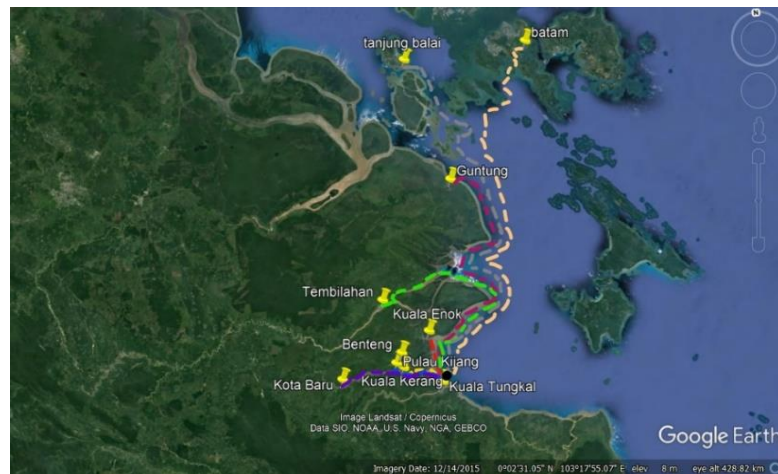 batam
tanjung balai
Guntung
Tembilahan
Kuala Enok
Benteng
Pulau Kijang
Kota Baru
Kuala Kerang
Kuala Tungkal
Image Landsat / Copernicus
Data SIO, NOAA, U.S. Navy, NGA, GEBCO
Google Earth
Imagery Date: 12/14/2015 0°02'31.05" N 103°17'55.07" E elev 8 m eye alt 428.82 km
N